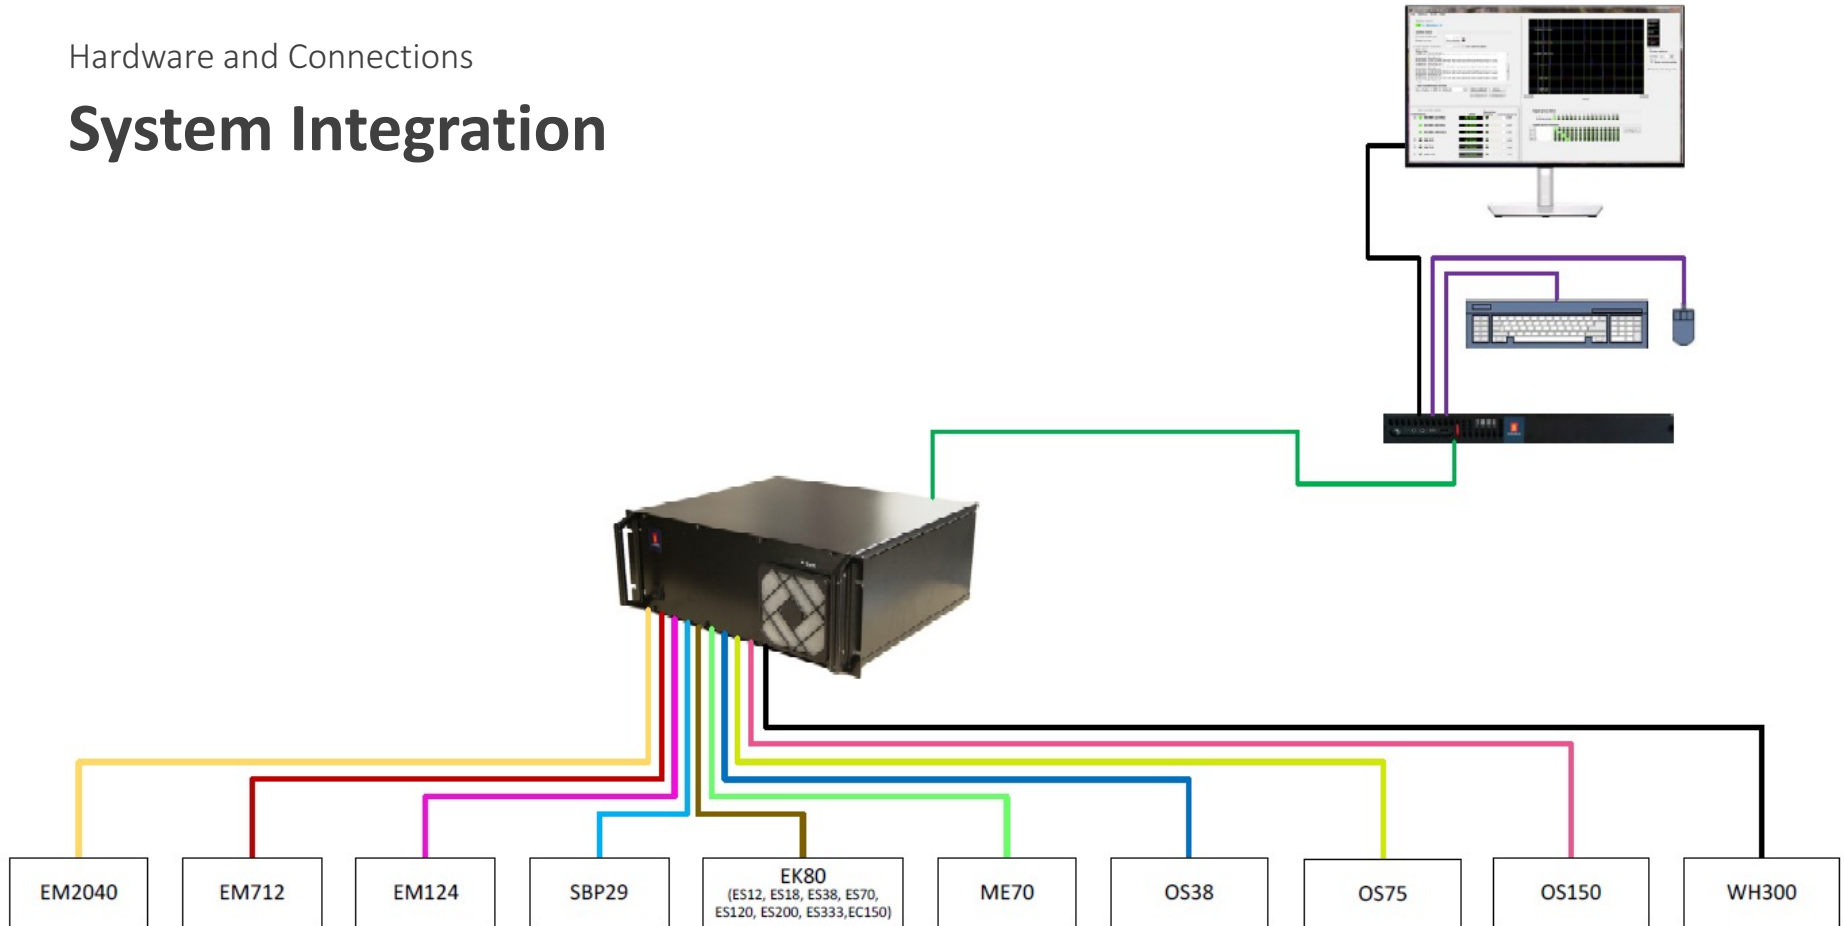 Hardware and Connections
System Integration
EM2040
EM712
EM124
SBP29
EK80
(ES12, ES18, ES38, ES70,
ES120, ES200, ES333,EC150)
ME70
OS38
OS75
OS150
WH300